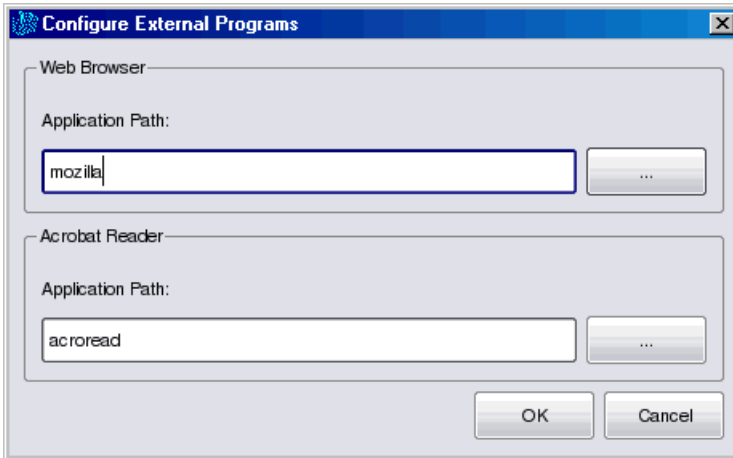 Configure External Programs
Web Browser
Application Path:
mozilla
...
Acrobat Reader
Application Path:
acroread
...
OK Cancel